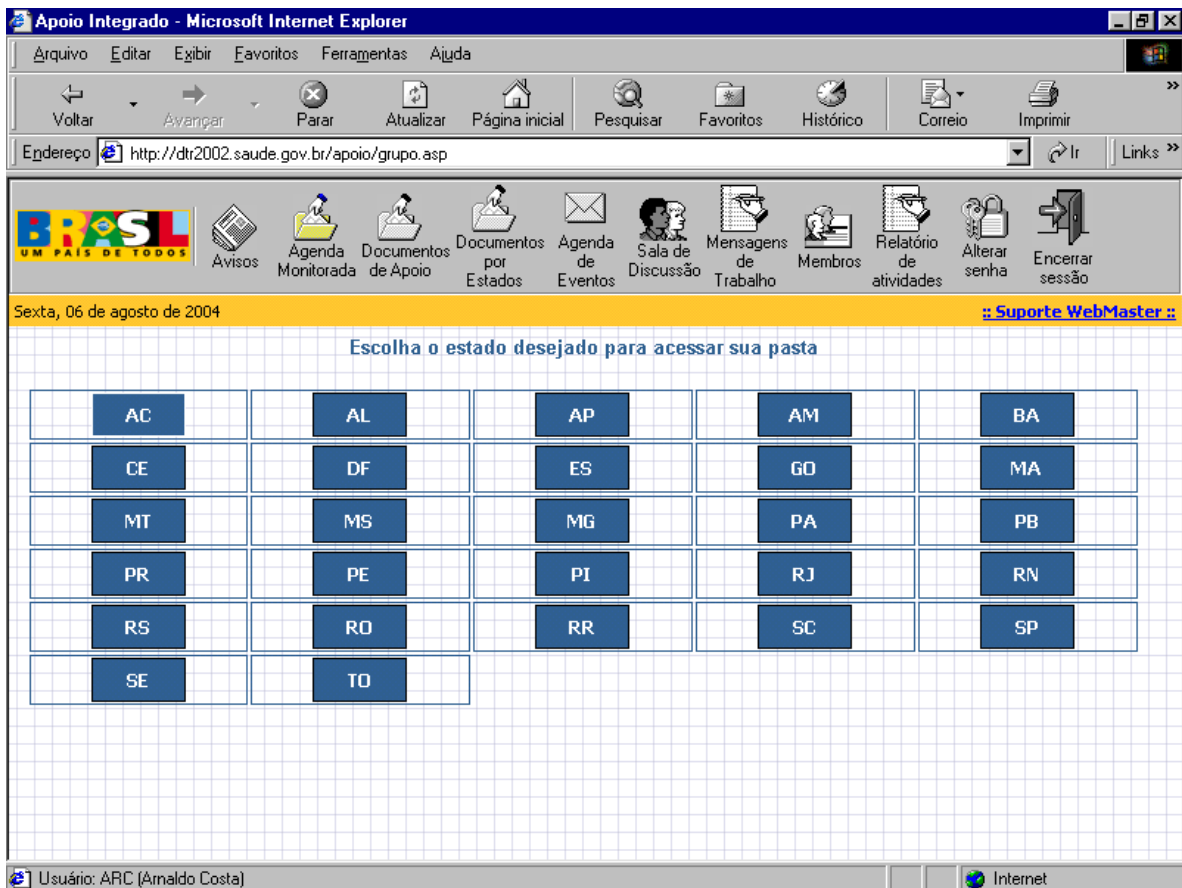 Apoio Integrado - Microsoft Internet Explorer
Arquivo Editar Exibir Favoritos Ferramentas Ajuda
Voltar Avançar Parar Atualizar Página inicial Pesquisar Favoritos Histórico Correio Imprimir
Endereço http://dtr2002.saude.gov.br/apoio/grupo.asp Ir Links
BRASIL
UM PAÍS DE TODOS
Avisos
Agenda
Monitorada
Documentos
de Apoio
Documentos
por
Estados
Agenda
de
Eventos
Sala de
Discussão
Mensagens
de
Trabalho
Membros
Relatório
de
atividades
Alterar
senha
Encerrar
sessão
Sexta, 06 de agosto de 2004 :: Suporte WebMaster ::
Escolha o estado desejado para acessar sua pasta
AC AL AP AM BA
CE DF ES GO MA
MT MS MG PA PB
PR PE PI RJ RN
RS RO RR SC SP
SE TO
Usuário: ARC (Arnaldo Costa) Internet